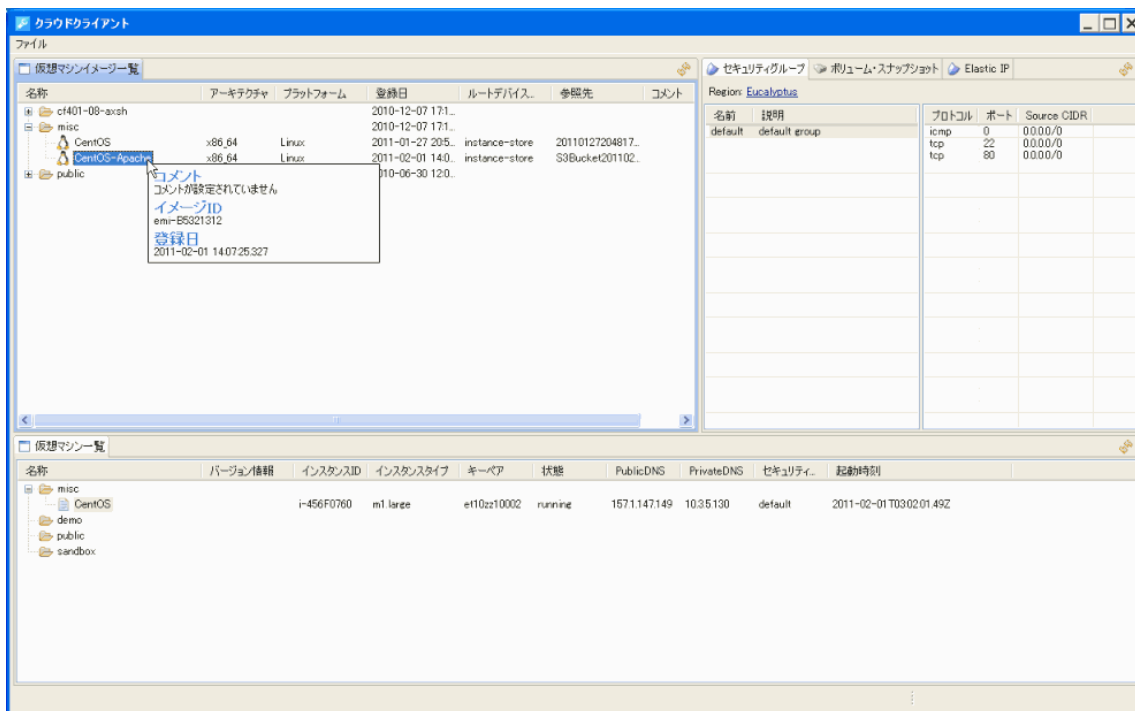 クラウドクライアント
ファイル
仮想マシンイメージ一覧
名称 アーキテクチャ プラットフォーム 登録日 ルートデバイス... 参照先 コメント
cf401-08-axsh 2010-12-07 17:1...
misc 2010-12-07 17:1...
CentOS x86_64 Linux 2011-01-27 20:5... instance-store 20110127204817...
CentOS-Apache x86_64 Linux 2011-02-01 14:0... instance-store S3Bucket201102...
public 2010-06-30 12:0...
コメント
コメントが設定されていません
イメージID
emi-B5321312
登録日
2011-02-01 14:07:25.327
セキュリティグループ ボリューム・スナップショット Elastic IP
Region: Eucalyptus
名前 説明
default default group
プロトコル ポート Source CIDR
icmp 0 0.0.0.0/0
tcp 22 0.0.0.0/0
tcp 80 0.0.0.0/0
仮想マシン一覧
名称 バージョン情報 インスタンスID インスタンスタイプ キーペア 状態 PublicDNS PrivateDNS セキュリティ... 起動時刻
misc
CentOS i-456F0760 m1.large et10zz10002 running 157.1.147.149 10.3.5.130 default 2011-02-01T03:02:01.49Z
demo
public
sandbox